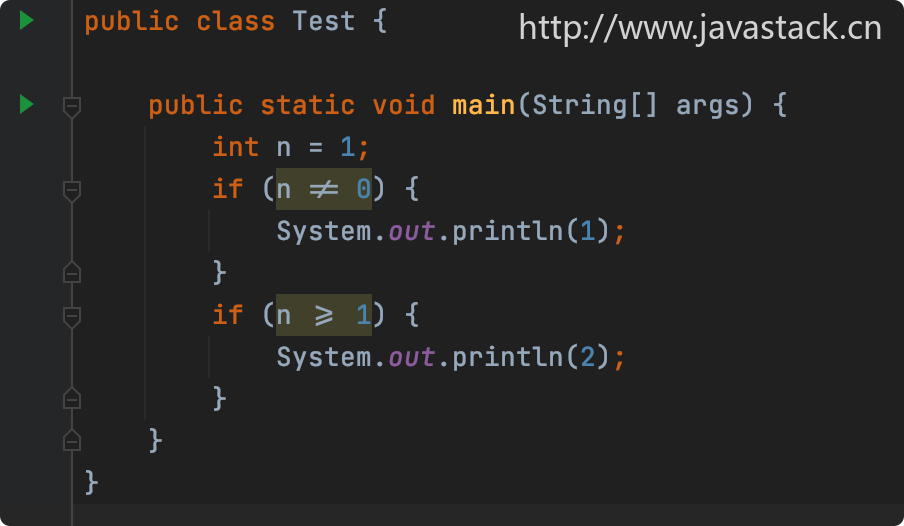 public class Test {
http://www.javastack.cn
    public static void main(String[] args) {
        int n = 1;
        if (n ≠ 0) {
            System.out.println(1);
        }
        if (n ⩾ 1) {
            System.out.println(2);
        }
    }
}